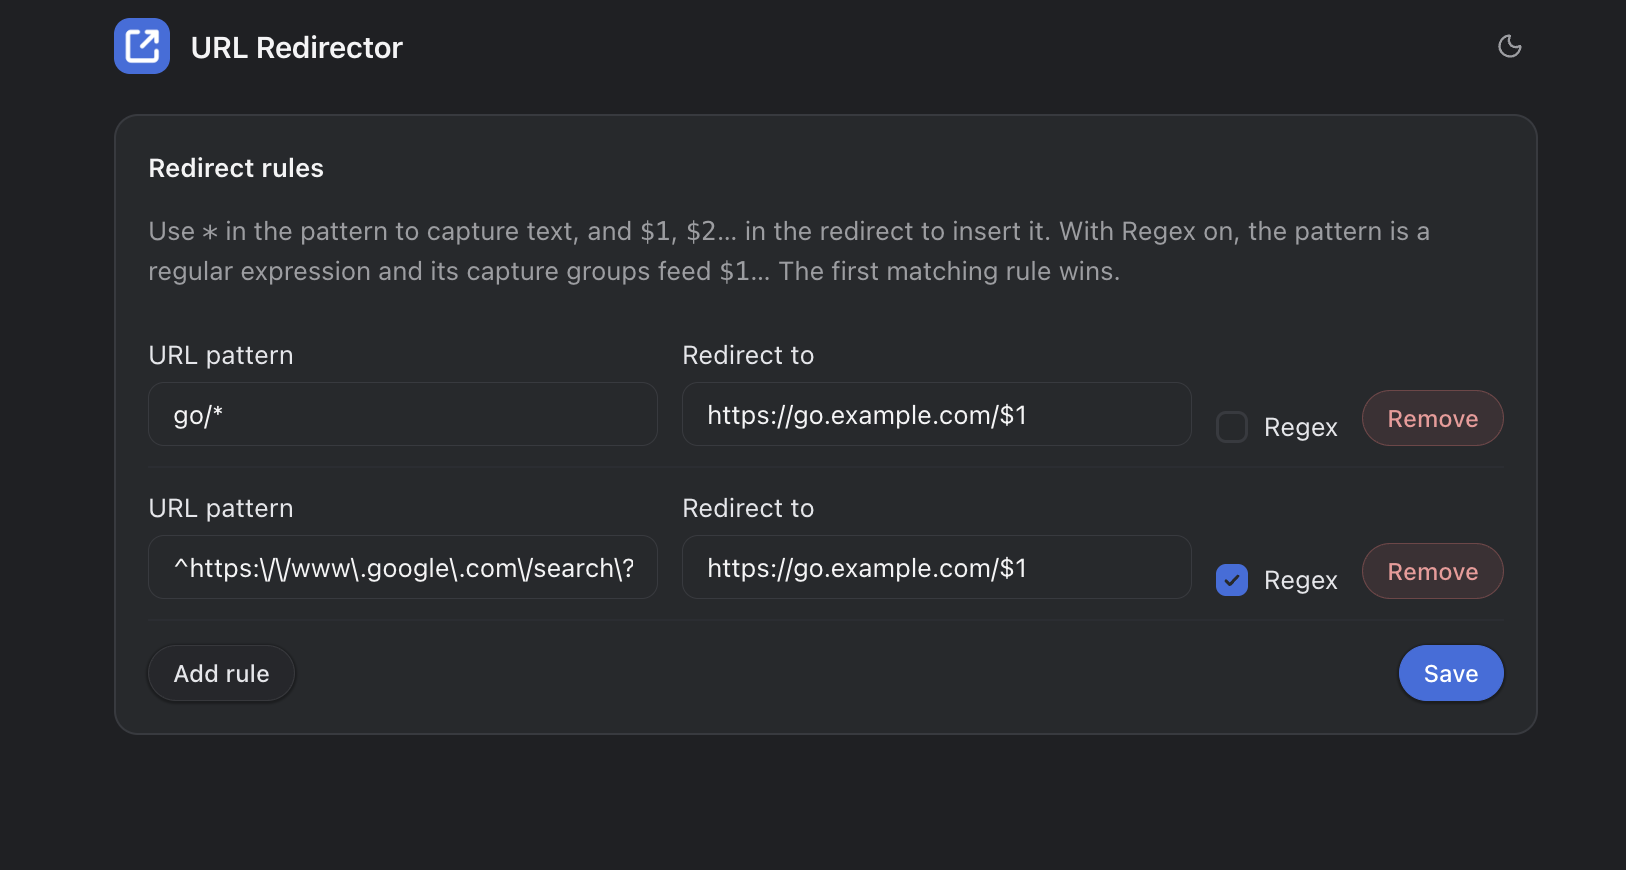 URL Redirector
Redirect rules
Use * in the pattern to capture text, and $1, $2... in the redirect to insert it. With Regex on, the pattern is a
regular expression and its capture groups feed $1... The first matching rule wins.
URL pattern
Redirect to
go/*
https://go.example.com/$1
Regex
Remove
URL pattern
Redirect to
^https:\/\/www\.google\.com\/search\?
https://go.example.com/$1
Regex
Remove
Add rule
Save